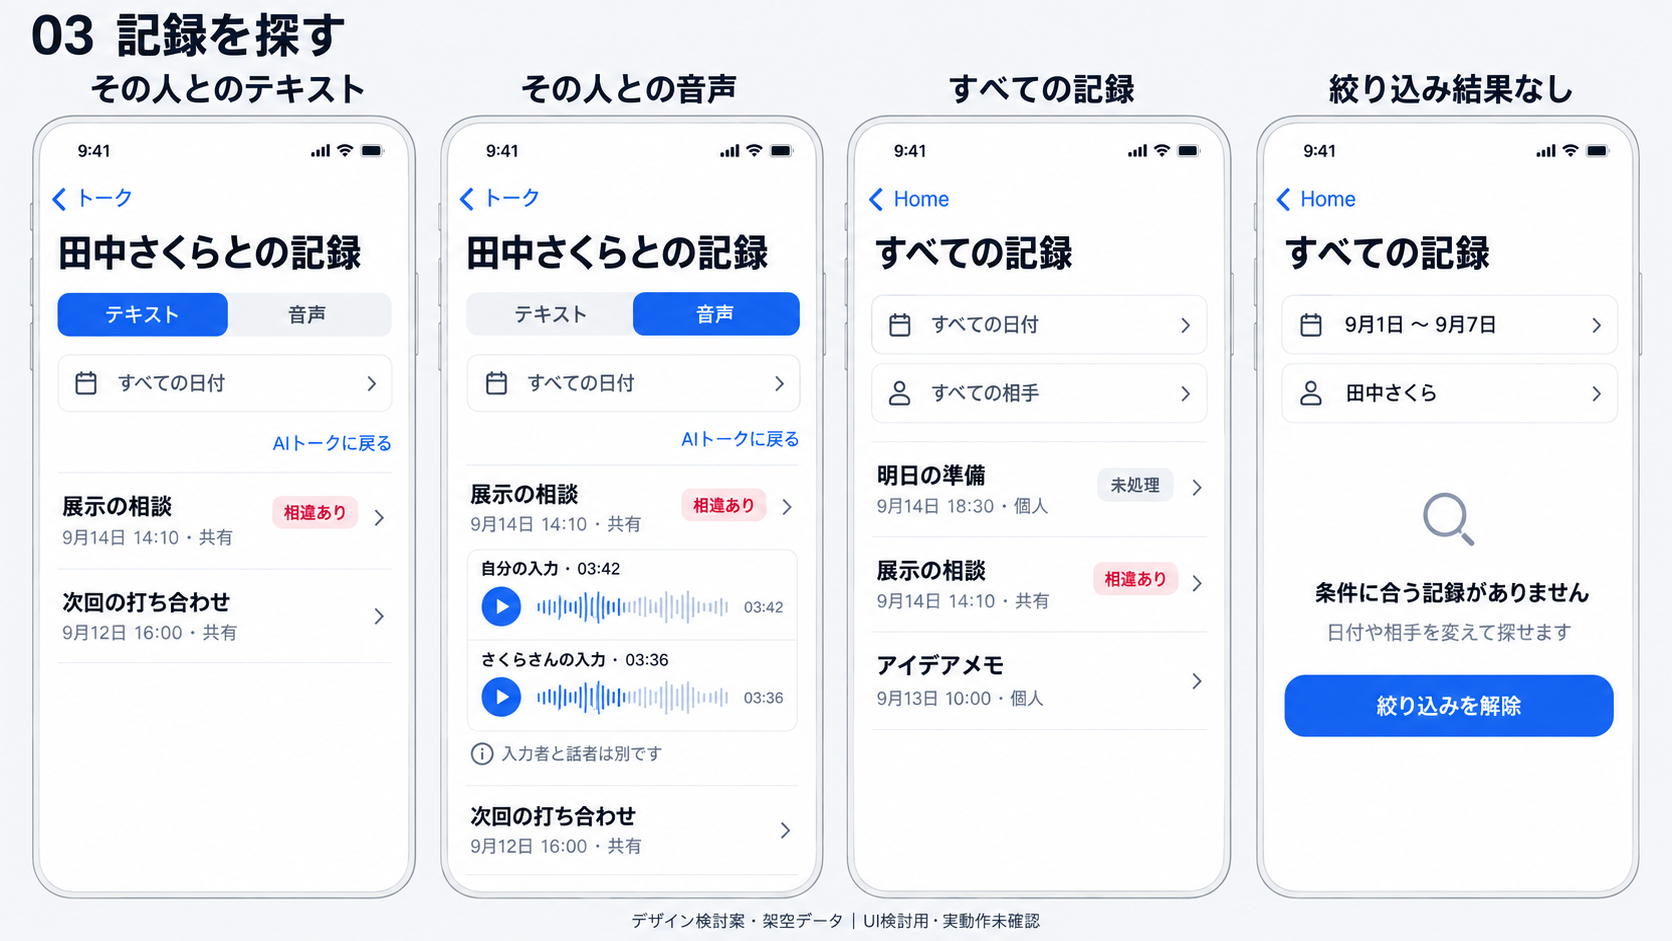 03 記録を探す
その人とのテキスト
9:41
トーク
田中さくらとの記録
テキスト 音声
すべての日付
AIトークに戻る
展示の相談
相違あり
9月14日 14:10・共有
次回の打ち合わせ
9月12日 16:00・共有
その人との音声
9:41
トーク
田中さくらとの記録
テキスト 音声
すべての日付
AIトークに戻る
展示の相談
相違あり
9月14日 14:10・共有
自分の入力・03:42
03:42
さくらさんの入力・03:36
03:36
入力者と話者は別です
次回の打ち合わせ
9月12日 16:00・共有
すべての記録
9:41
Home
すべての記録
すべての日付
すべての相手
明日の準備
未処理
9月14日 18:30・個人
展示の相談
相違あり
9月14日 14:10・共有
アイデアメモ
9月13日 10:00・個人
絞り込み結果なし
9:41
Home
すべての記録
9月1日 〜 9月7日
田中さくら
条件に合う記録がありません
日付や相手を変えて探せます
絞り込みを解除
デザイン検討案・架空データ｜UI検討用・実動作未確認